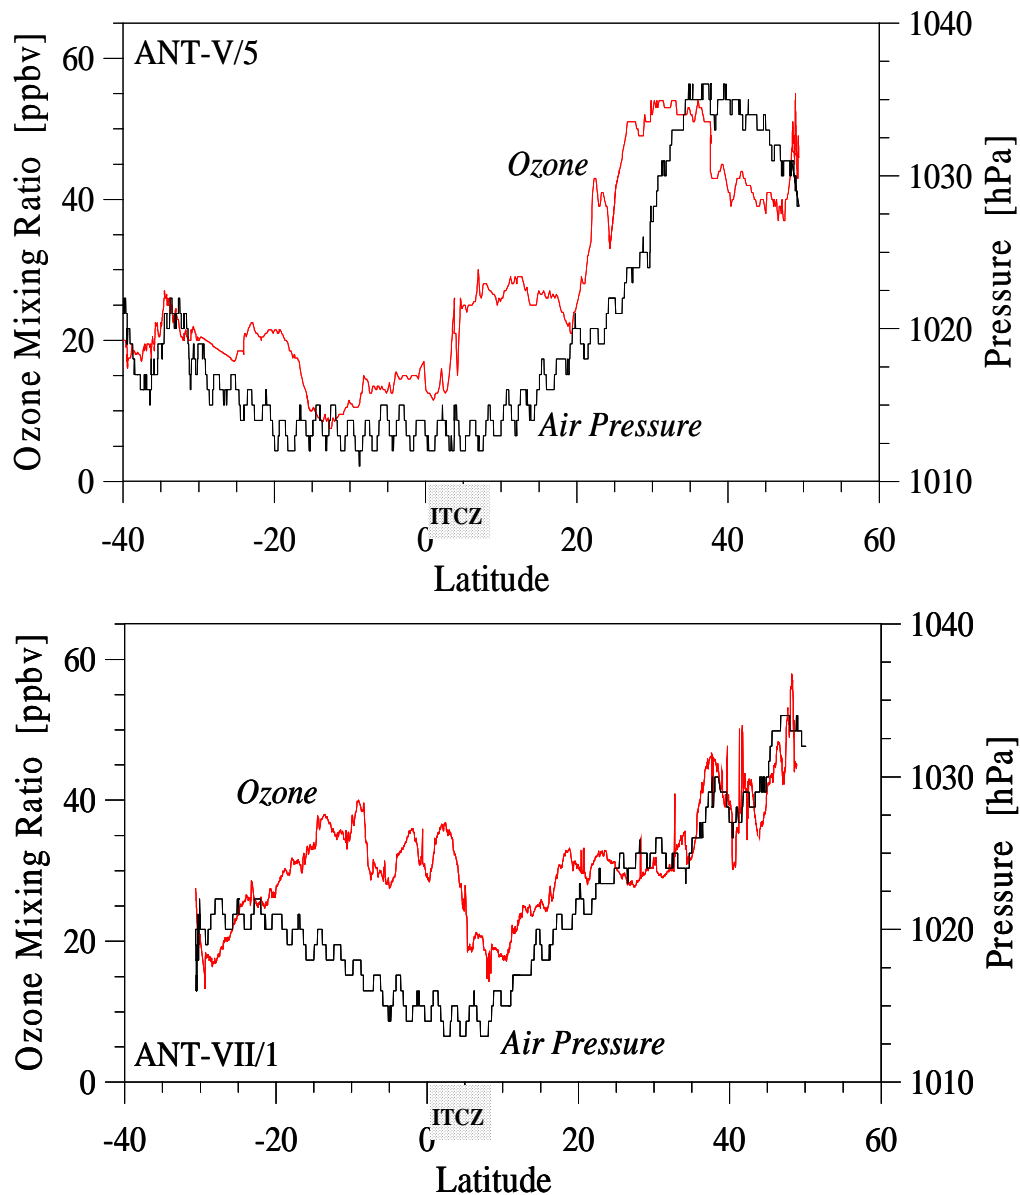 ANT-V/5
Ozone Mixing Ratio [ppbv]
60
40
20
0
1040
1030
1020
1010
Pressure [hPa]
Ozone
Air Pressure
ITCZ
-40 -20 0 20 40 60
Latitude
ANT-VII/1
Ozone Mixing Ratio [ppbv]
60
40
20
0
1040
1030
1020
1010
Pressure [hPa]
Ozone
Air Pressure
ITCZ
-40 -20 0 20 40 60
Latitude